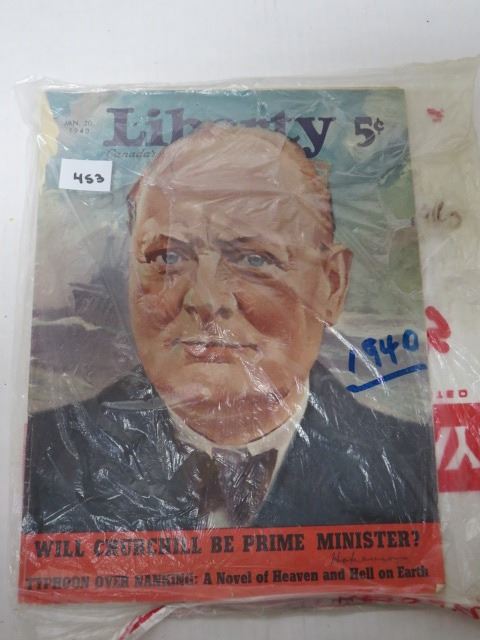 JAN. 20,
1940
Liberty
5¢
Canada's
453
1940
WILL CHURCHILL BE PRIME MINISTER?
TYPHOON OVER NANKING: A Novel of Heaven and Hell on Earth